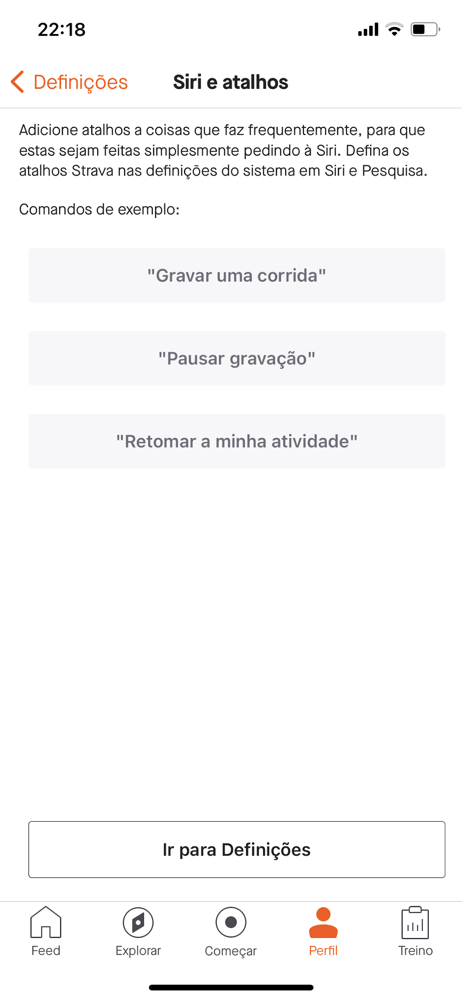 22:18
Definições
Siri e atalhos
Adicione atalhos a coisas que faz frequentemente, para que
estas sejam feitas simplesmente pedindo à Siri. Defina os
atalhos Strava nas definições do sistema em Siri e Pesquisa.
Comandos de exemplo:
"Gravar uma corrida"
"Pausar gravação"
"Retomar a minha atividade"
Ir para Definições
Feed
Explorar
Começar
Perfil
Treino